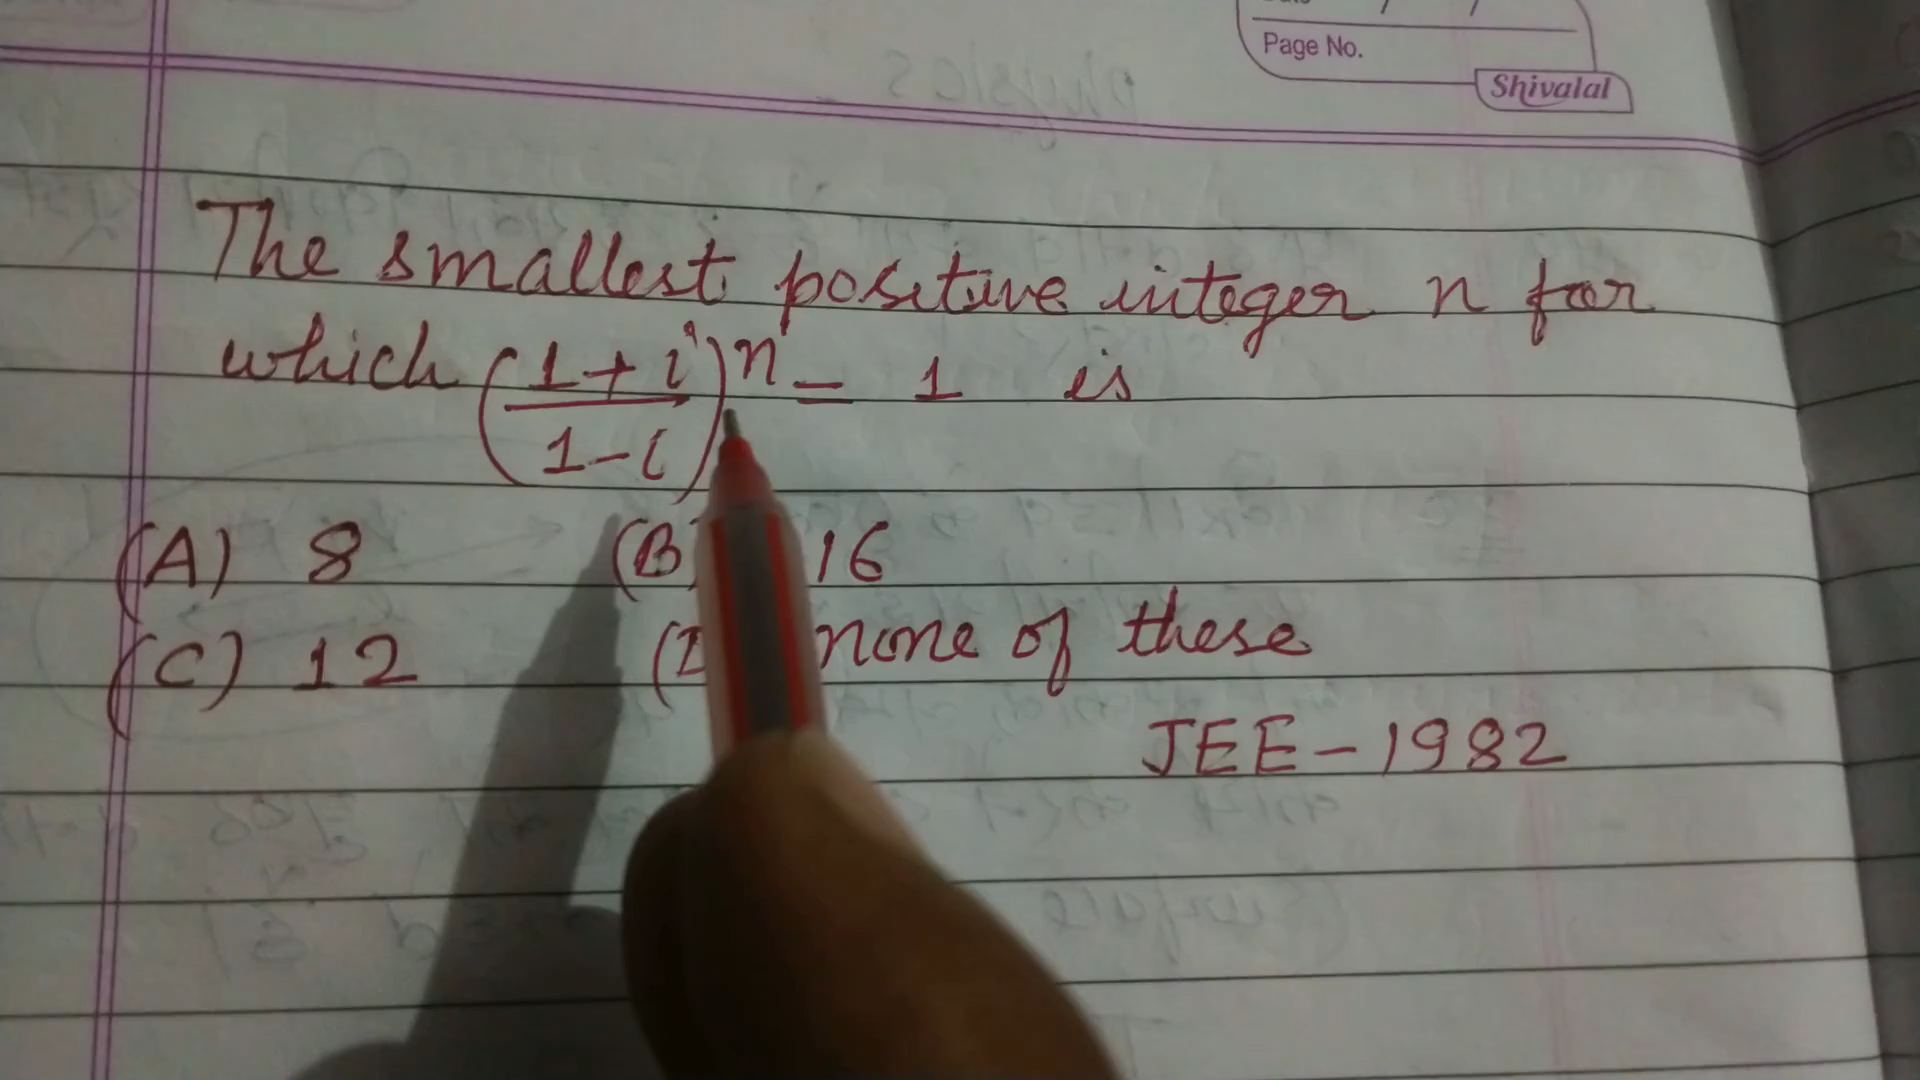 Page No.
Shivalal
The smallest positive integer n for
which (1+i / 1-i)^n = 1 is
(A) 8 (B) 16
(C) 12 none of these
JEE-1982